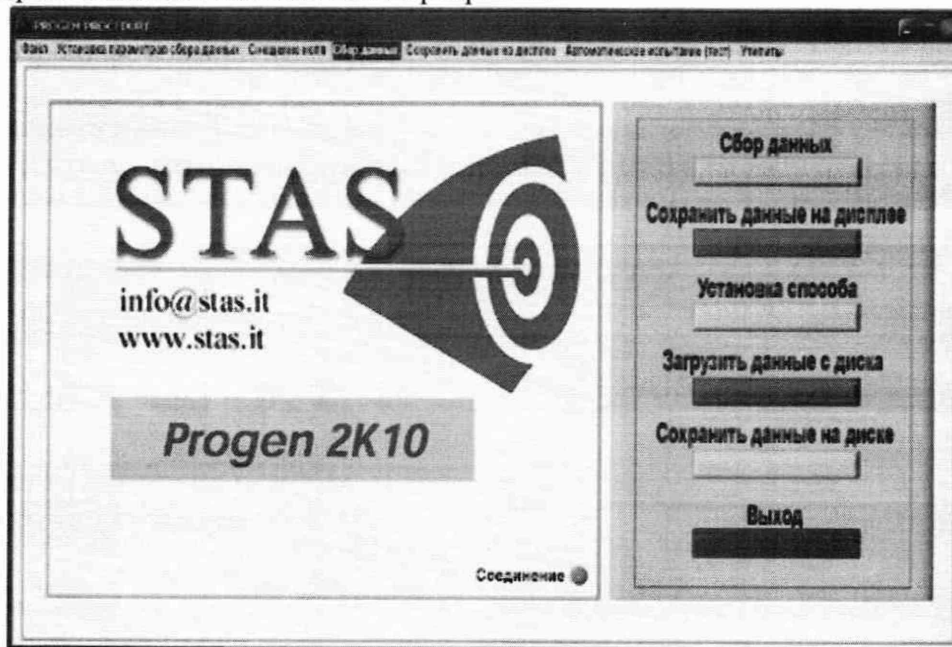 PROGEN PROCEDURE
Файл Установка параметров сбора данных Смещение нуля Сбор данных Сохранить данные на дисплее Автоматическое испытание (тест) Утилиты
STAS
info@stas.it
www.stas.it
Progen 2K10
Соединение
Сбор данных
Сохранить данные на дисплее
Установка способа
Загрузить данные с диска
Сохранить данные на диске
Выход